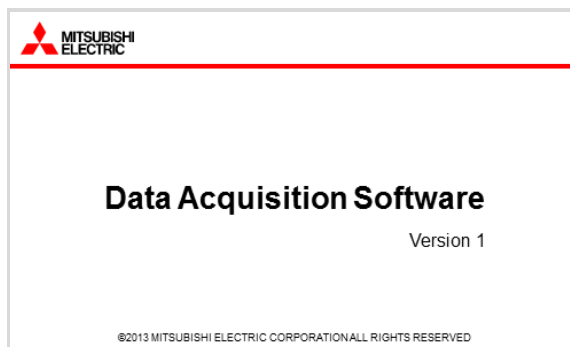 MITSUBISHI
ELECTRIC
Data Acquisition Software
Version 1
©2013 MITSUBISHI ELECTRIC CORPORATION ALL RIGHTS RESERVED